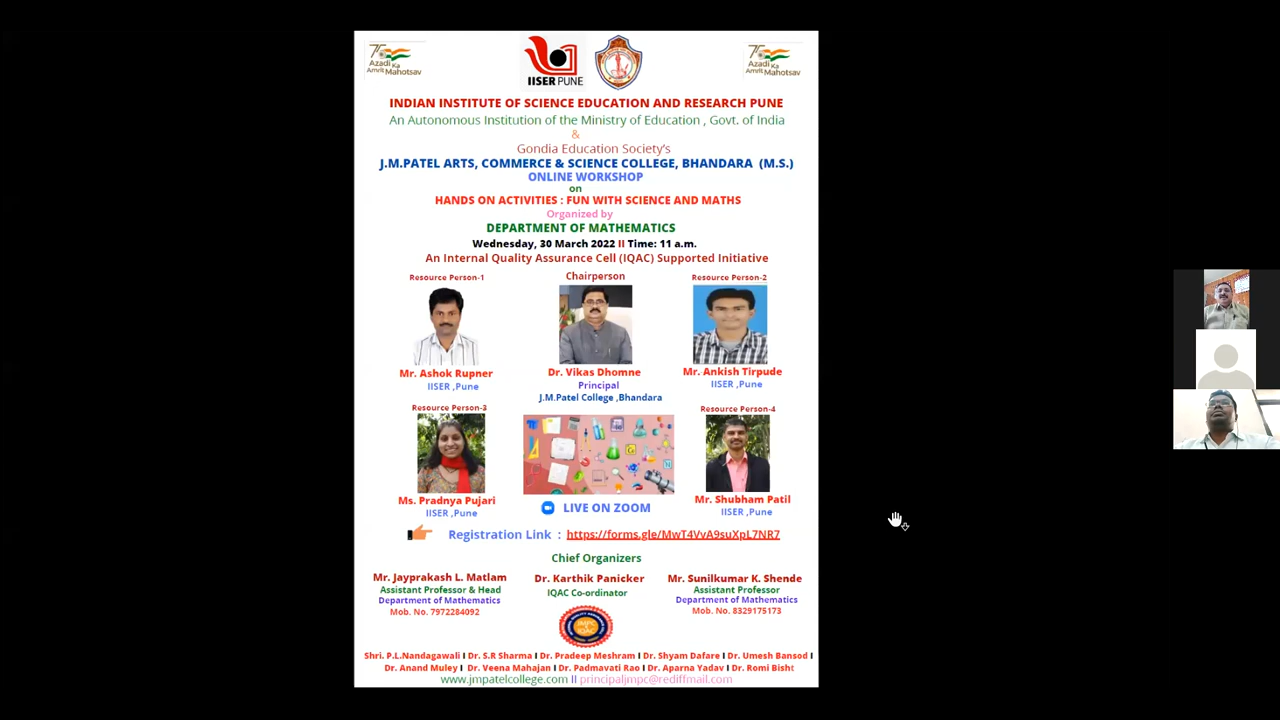 75 Azadi Ka Amrit Mahotsav
IISER PUNE
75 Azadi Ka Amrit Mahotsav
INDIAN INSTITUTE OF SCIENCE EDUCATION AND RESEARCH PUNE
An Autonomous Institution of the Ministry of Education , Govt. of India
&
Gondia Education Society's
J.M.PATEL ARTS, COMMERCE & SCIENCE COLLEGE, BHANDARA (M.S.)
ONLINE WORKSHOP
on
HANDS ON ACTIVITIES : FUN WITH SCIENCE AND MATHS
Organized by
DEPARTMENT OF MATHEMATICS
Wednesday, 30 March 2022 II Time: 11 a.m.
An Internal Quality Assurance Cell (IQAC) Supported Initiative
Resource Person-1 Chairperson Resource Person-2
Mr. Ashok Rupner Dr. Vikas Dhomne Mr. Ankish Tirpude
IISER ,Pune Principal IISER ,Pune
J.M.Patel College ,Bhandara
Resource Person-3 Resource Person-4
Ms. Pradnya Pujari LIVE ON ZOOM Mr. Shubham Patil
IISER ,Pune IISER ,Pune
Registration Link : https://forms.gle/MwT4VvA9suXpL7NR7
Chief Organizers
Mr. Jayprakash L. Matlam Dr. Karthik Panicker Mr. Sunilkumar K. Shende
Assistant Professor & Head IQAC Co-ordinator Assistant Professor
Department of Mathematics Department of Mathematics
Mob. No. 7972284092 Mob. No. 8329175173
JMPC IQAC
Shri. P.L.Nandagawali I Dr. S.R Sharma I Dr. Pradeep Meshram I Dr. Shyam Dafare I Dr. Umesh Bansod I
Dr. Anand Muley I Dr. Veena Mahajan I Dr. Padmavati Rao I Dr. Aparna Yadav I Dr. Romi Bisht
www.jmpatelcollege.com II principaljmpc@rediffmail.com